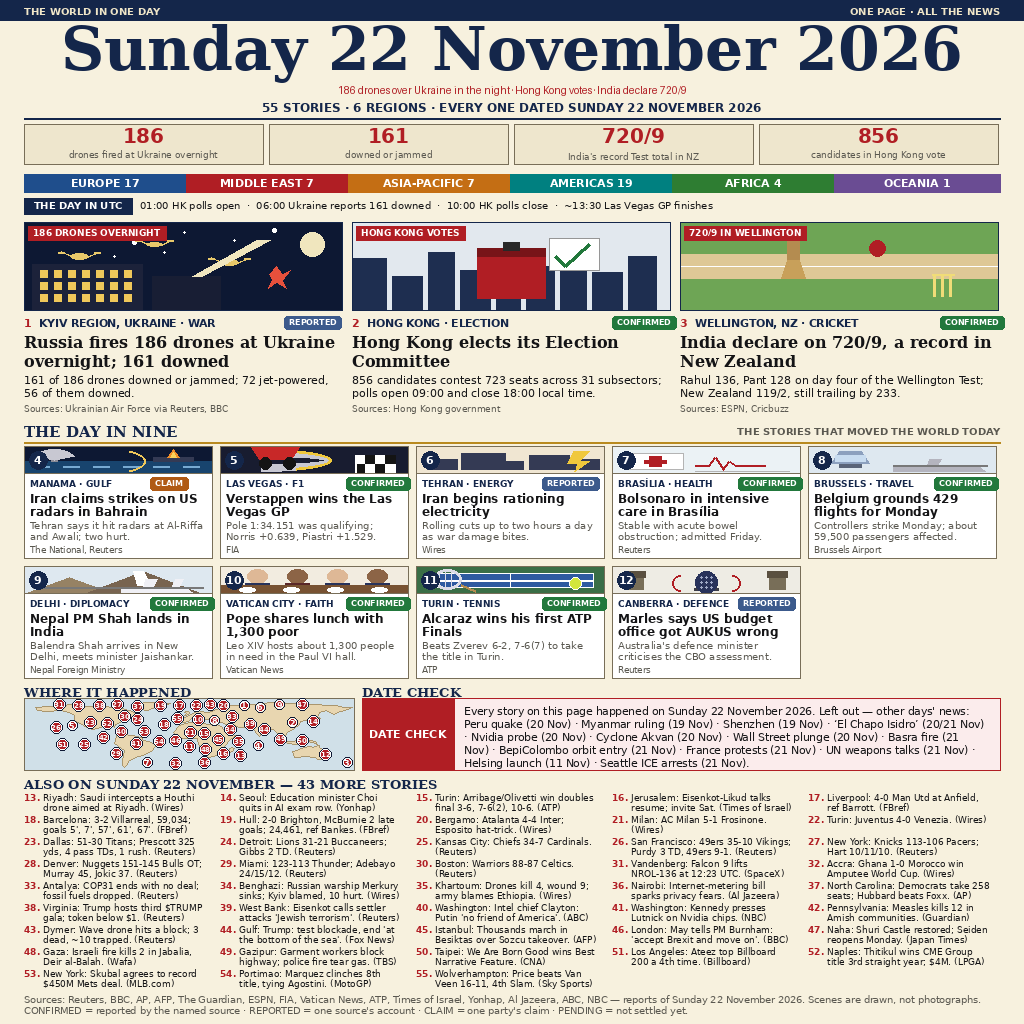 THE WORLD IN ONE DAY
ONE PAGE · ALL THE NEWS
Sunday 22 November 2026
186 drones over Ukraine in the night · Hong Kong votes · India declare 720/9
55 STORIES · 6 REGIONS · EVERY ONE DATED SUNDAY 22 NOVEMBER 2026
186
drones fired at Ukraine overnight
161
downed or jammed
720/9
India's record Test total in NZ
856
candidates in Hong Kong vote
EUROPE 17
MIDDLE EAST 7
ASIA-PACIFIC 7
AMERICAS 19
AFRICA 4
OCEANIA 1
THE DAY IN UTC
01:00 HK polls open · 06:00 Ukraine reports 161 downed · 10:00 HK polls close · ~13:30 Las Vegas GP finishes
186 DRONES OVERNIGHT
1 KYIV REGION, UKRAINE · WAR
REPORTED
Russia fires 186 drones at Ukraine
overnight; 161 downed
161 of 186 drones downed or jammed; 72 jet-powered,
56 of them downed.
Sources: Ukrainian Air Force via Reuters, BBC
HONG KONG VOTES
2 HONG KONG · ELECTION
CONFIRMED
Hong Kong elects its Election
Committee
856 candidates contest 723 seats across 31 subsectors;
polls open 09:00 and close 18:00 local time.
Sources: Hong Kong government
720/9 IN WELLINGTON
3 WELLINGTON, NZ · CRICKET
CONFIRMED
India declare on 720/9, a record in
New Zealand
Rahul 136, Pant 128 on day four of the Wellington Test;
New Zealand 119/2, still trailing by 233.
Sources: ESPN, Cricbuzz
THE DAY IN NINE
THE STORIES THAT MOVED THE WORLD TODAY
4
MANAMA · GULF
CLAIM
Iran claims strikes on US
radars in Bahrain
Tehran says it hit radars at Al-Riffa
and Awali; two hurt.
The National, Reuters
5
LAS VEGAS · F1
CONFIRMED
Verstappen wins the Las
Vegas GP
Pole 1:34.151 was qualifying;
Norris +0.639, Piastri +1.529.
FIA
6
TEHRAN · ENERGY
REPORTED
Iran begins rationing
electricity
Rolling cuts up to two hours a day
as war damage bites.
Wires
7
BRASÍLIA · HEALTH
CONFIRMED
Bolsonaro in intensive
care in Brasília
Stable with acute bowel
obstruction; admitted Friday.
Reuters
8
BRUSSELS · TRAVEL
CONFIRMED
Belgium grounds 429
flights for Monday
Controllers strike Monday; about
59,500 passengers affected.
Brussels Airport
9
DELHI · DIPLOMACY
CONFIRMED
Nepal PM Shah lands in
India
Balendra Shah arrives in New
Delhi, meets minister Jaishankar.
Nepal Foreign Ministry
10
VATICAN CITY · FAITH
CONFIRMED
Pope shares lunch with
1,300 poor
Leo XIV hosts about 1,300 people
in need in the Paul VI hall.
Vatican News
11
TURIN · TENNIS
CONFIRMED
Alcaraz wins his first ATP
Finals
Beats Zverev 6-2, 7-6(7) to take
the title in Turin.
ATP
12
CANBERRA · DEFENCE
REPORTED
Marles says US budget
office got AUKUS wrong
Australia's defence minister
criticises the CBO assessment.
Reuters
WHERE IT HAPPENED
DATE CHECK
DATE CHECK
Every story on this page happened on Sunday 22 November 2026. Left out — other days' news:
Peru quake (20 Nov) · Myanmar ruling (19 Nov) · Shenzhen (19 Nov) · 'El Chapo Isidro' (20/21 Nov)
· Nvidia probe (20 Nov) · Cyclone Akvan (20 Nov) · Wall Street plunge (20 Nov) · Basra fire (21
Nov) · BepiColombo orbit entry (21 Nov) · France protests (21 Nov) · UN weapons talks (21 Nov) ·
Helsing launch (11 Nov) · Seattle ICE arrests (21 Nov).
ALSO ON SUNDAY 22 NOVEMBER — 43 MORE STORIES
13. Riyadh: Saudi intercepts a Houthi
drone aimed at Riyadh. (Wires)
14. Seoul: Education minister Choi
quits in AI exam row. (Yonhap)
15. Turin: Arribage/Olivetti win doubles
final 3-6, 7-6(2), 10-6. (ATP)
16. Jerusalem: Eisenkot-Likud talks
resume; invite Sat. (Times of Israel)
17. Liverpool: 4-0 Man Utd at Anfield,
ref Barrott. (FBref)
18. Barcelona: 3-2 Villarreal, 59,034;
goals 5', 7', 57', 61', 67'. (FBref)
19. Hull: 2-0 Brighton, McBurnie 2 late
goals; 24,461, ref Bankes. (FBref)
20. Bergamo: Atalanta 4-4 Inter;
Esposito hat-trick. (Wires)
21. Milan: AC Milan 5-1 Frosinone.
(Wires)
22. Turin: Juventus 4-0 Venezia. (Wires)
23. Dallas: 51-30 Titans; Prescott 325
yds, 4 pass TDs, 1 rush. (Reuters)
24. Detroit: Lions 31-21 Buccaneers;
Gibbs 2 TD. (Reuters)
25. Kansas City: Chiefs 34-7 Cardinals.
(Reuters)
26. San Francisco: 49ers 35-10 Vikings;
Purdy 3 TD, 49ers 9-1. (Reuters)
27. New York: Knicks 113-106 Pacers;
Hart 10/11/10. (Reuters)
28. Denver: Nuggets 151-145 Bulls OT;
Murray 45, Jokic 37. (Reuters)
29. Miami: 123-113 Thunder; Adebayo
24/15/12. (Reuters)
30. Boston: Warriors 88-87 Celtics.
(Reuters)
31. Vandenberg: Falcon 9 lifts
NROL-136 at 12:23 UTC. (SpaceX)
32. Accra: Ghana 1-0 Morocco win
Amputee World Cup. (Wires)
33. Antalya: COP31 ends with no deal;
fossil fuels dropped. (Reuters)
34. Benghazi: Russian warship Merkury
sinks; Kyiv blamed, 10 hurt. (Wires)
35. Khartoum: Drones kill 4, wound 9;
army blames Ethiopia. (Wires)
36. Nairobi: Internet-metering bill
sparks privacy fears. (Al Jazeera)
37. North Carolina: Democrats take 258
seats; Hubbard beats Foxx. (AP)
38. Virginia: Trump hosts third $TRUMP
gala; token below $1. (Reuters)
39. West Bank: Eisenkot calls settler
attacks 'Jewish terrorism'. (Reuters)
40. Washington: Intel chief Clayton:
Putin 'no friend of America'. (ABC)
41. Washington: Kennedy presses
Lutnick on Nvidia chips. (NBC)
42. Pennsylvania: Measles kills 12 in
Amish communities. (Guardian)
43. Dymer: Wave drone hits a block; 3
dead, ~10 trapped. (Reuters)
44. Gulf: Trump: test blockade, end 'at
the bottom of the sea'. (Fox News)
45. Istanbul: Thousands march in
Besiktas over Sozcu takeover. (AFP)
46. London: May tells PM Burnham:
'accept Brexit and move on'. (BBC)
47. Naha: Shuri Castle restored; Seiden
reopens Monday. (Japan Times)
48. Gaza: Israeli fire kills 2 in Jabalia,
Deir al-Balah. (Wafa)
49. Gazipur: Garment workers block
highway; police fire tear gas. (TBS)
50. Taipei: We Are Born Good wins Best
Narrative Feature. (CNA)
51. Los Angeles: Ateez top Billboard
200 a 4th time. (Billboard)
52. Naples: Thitikul wins CME Group
title 3rd straight year; $4M. (LPGA)
53. New York: Skubal agrees to record
$450M Mets deal. (MLB.com)
54. Portimao: Marquez clinches 8th
title, tying Agostini. (MotoGP)
55. Wolverhampton: Price beats Van
Veen 16-11, 4th Slam. (Sky Sports)
Sources: Reuters, BBC, AP, AFP, The Guardian, ESPN, FIA, Vatican News, ATP, Times of Israel, Yonhap, Al Jazeera, ABC, NBC — reports of Sunday 22 November 2026. Scenes are drawn, not photographs.
CONFIRMED = reported by the named source · REPORTED = one source's account · CLAIM = one party's claim · PENDING = not settled yet.